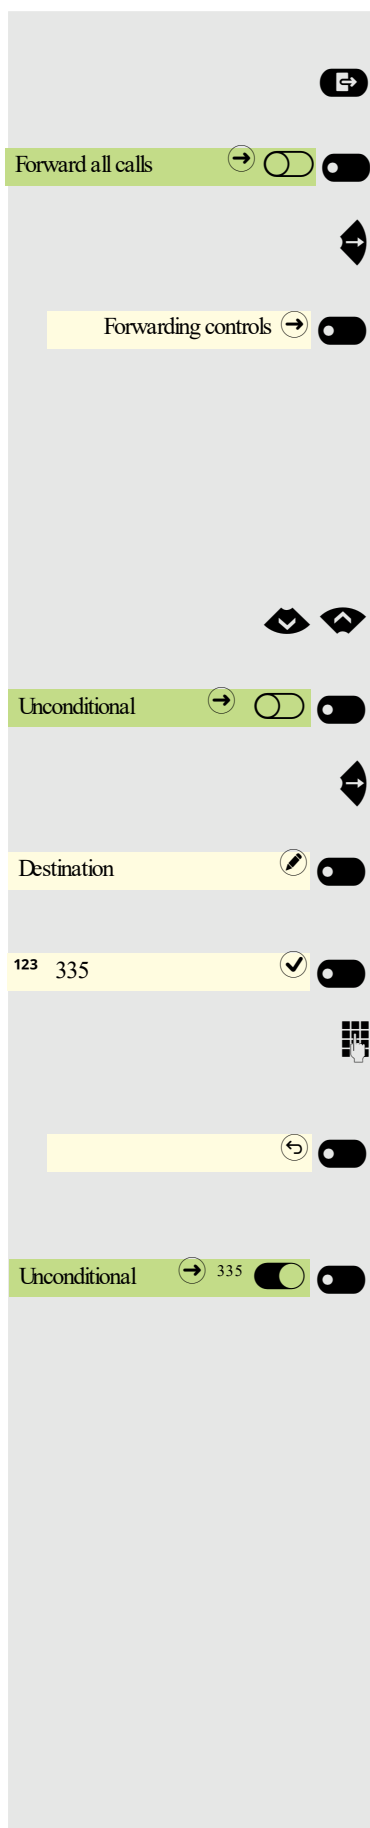 Forward all calls
Forwarding controls
Unconditional
Destination
123 335
Unconditional 335